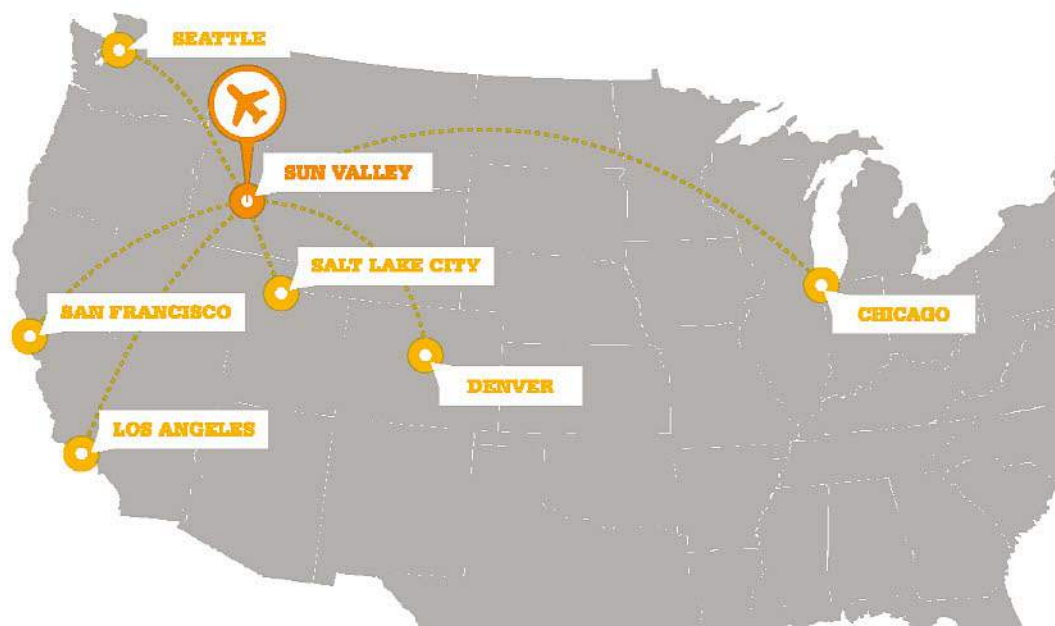 SEATTLE
SUN VALLEY
SALT LAKE CITY
SAN FRANCISCO
CHICAGO
DENVER
LOS ANGELES